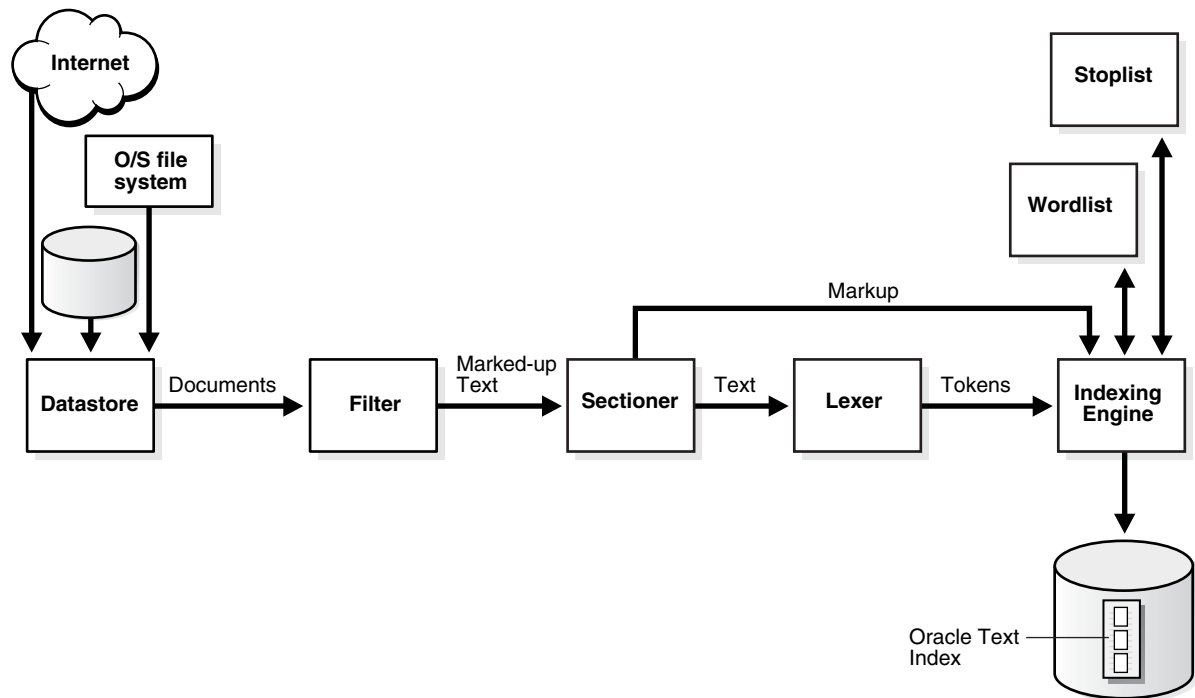 Internet
Stoplist
O/S file
system
Wordlist
Markup
Marked-up
Text
Documents
Text
Tokens
Datastore
Filter
Sectioner
Lexer
Indexing
Engine
Oracle Text
Index